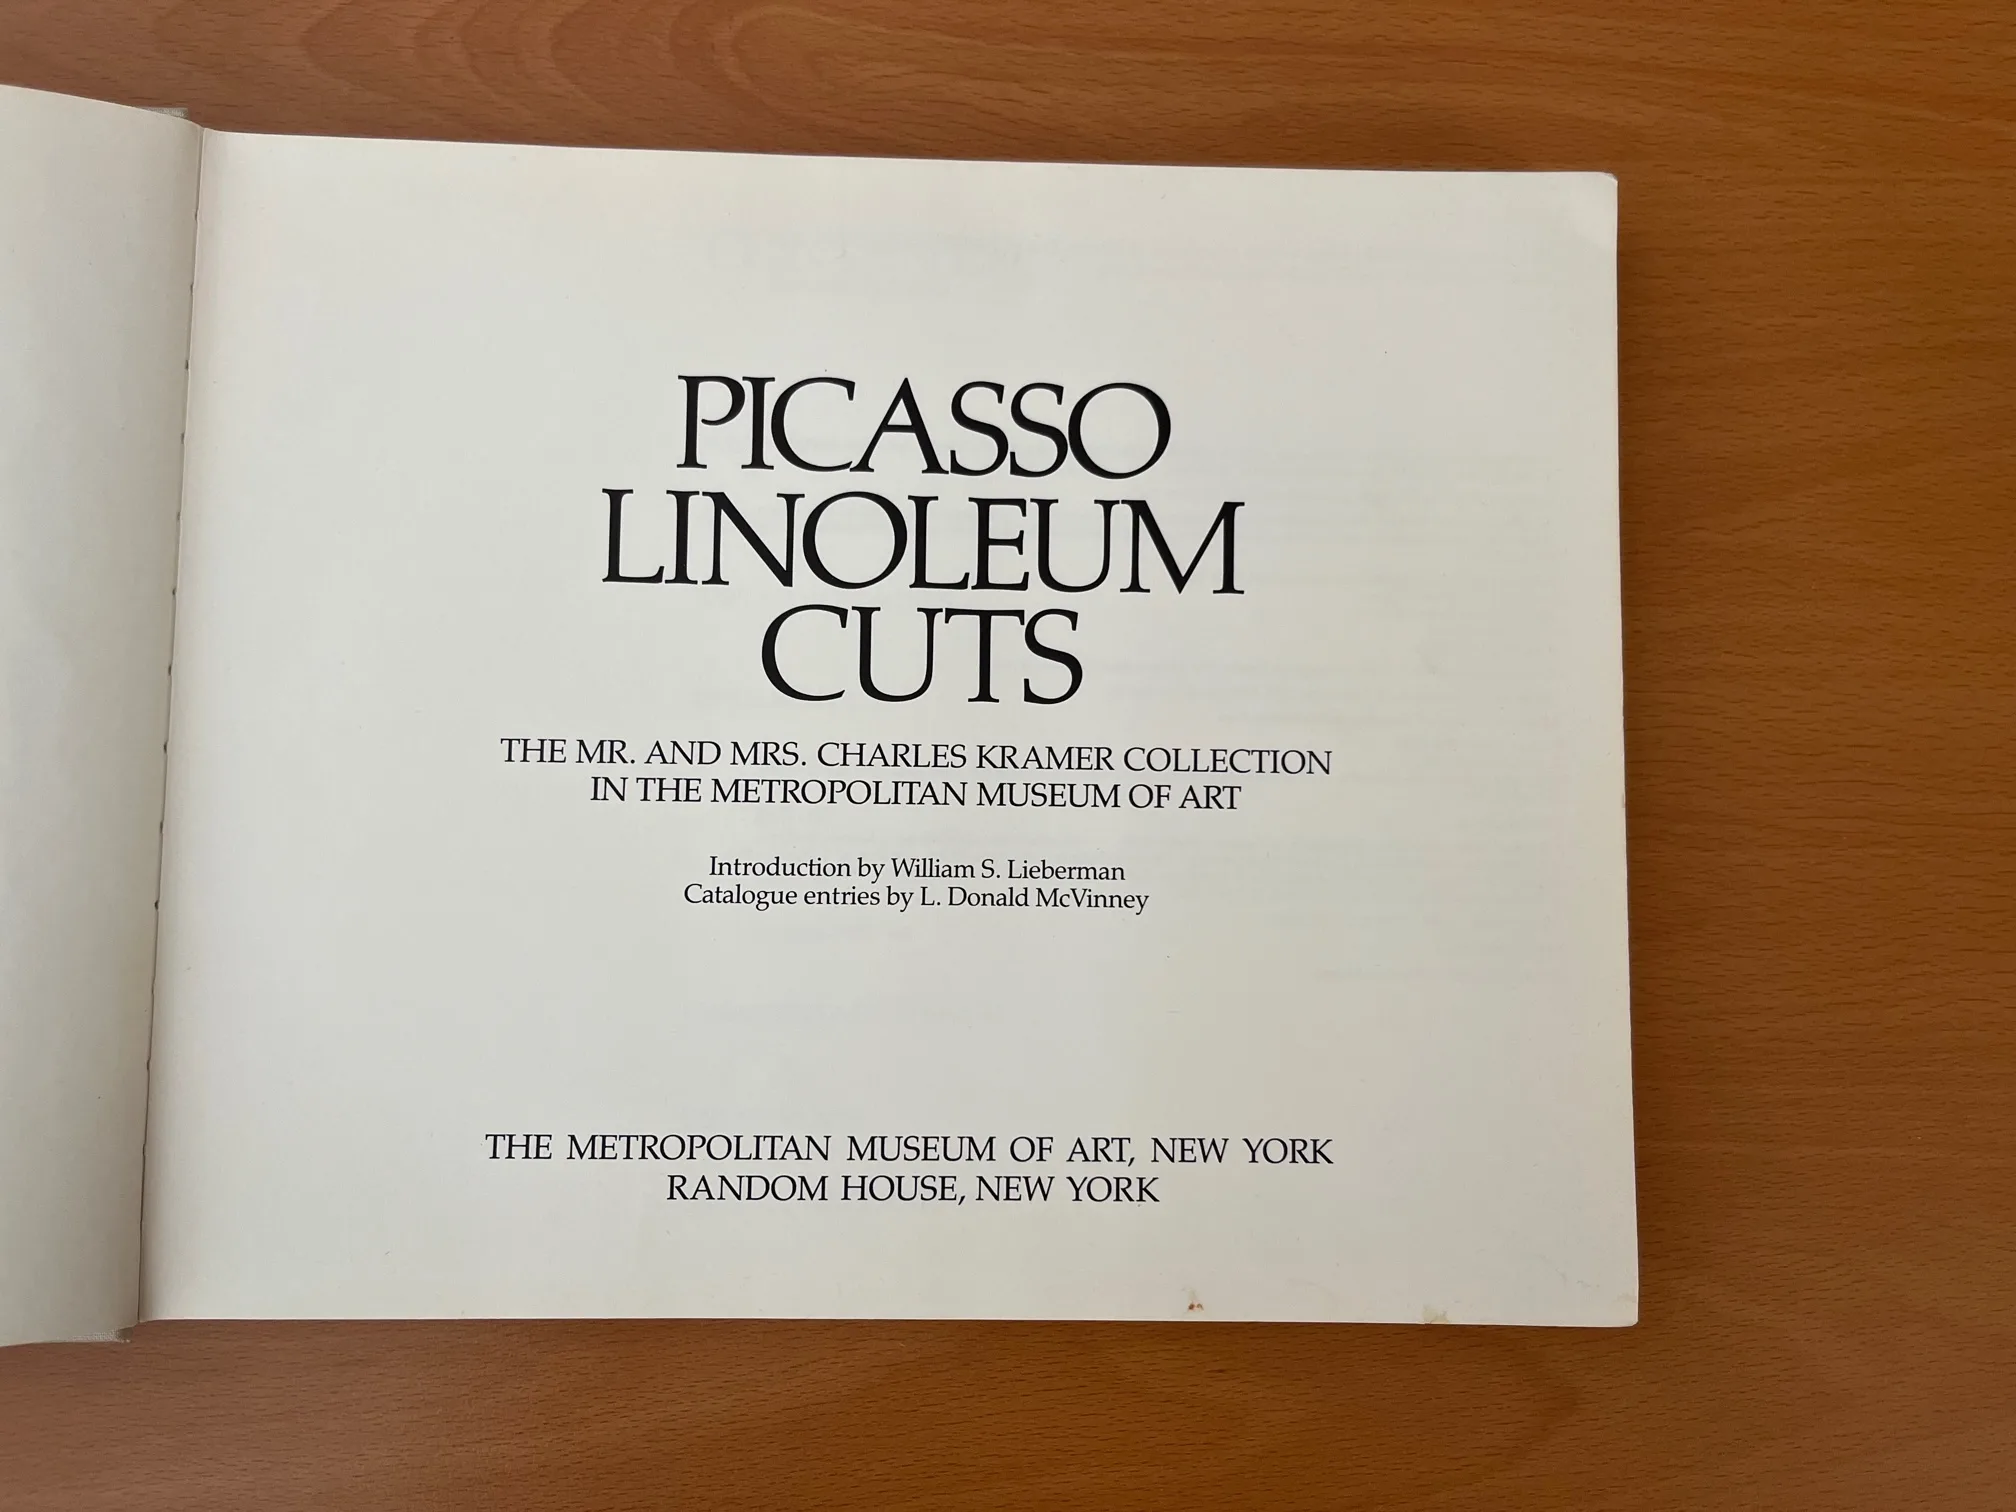 PICASSO
LINOLEUM
CUTS
THE MR. AND MRS. CHARLES KRAMER COLLECTION
IN THE METROPOLITAN MUSEUM OF ART
Introduction by William S. Lieberman
Catalogue entries by L. Donald McVinney
THE METROPOLITAN MUSEUM OF ART, NEW YORK
RANDOM HOUSE, NEW YORK